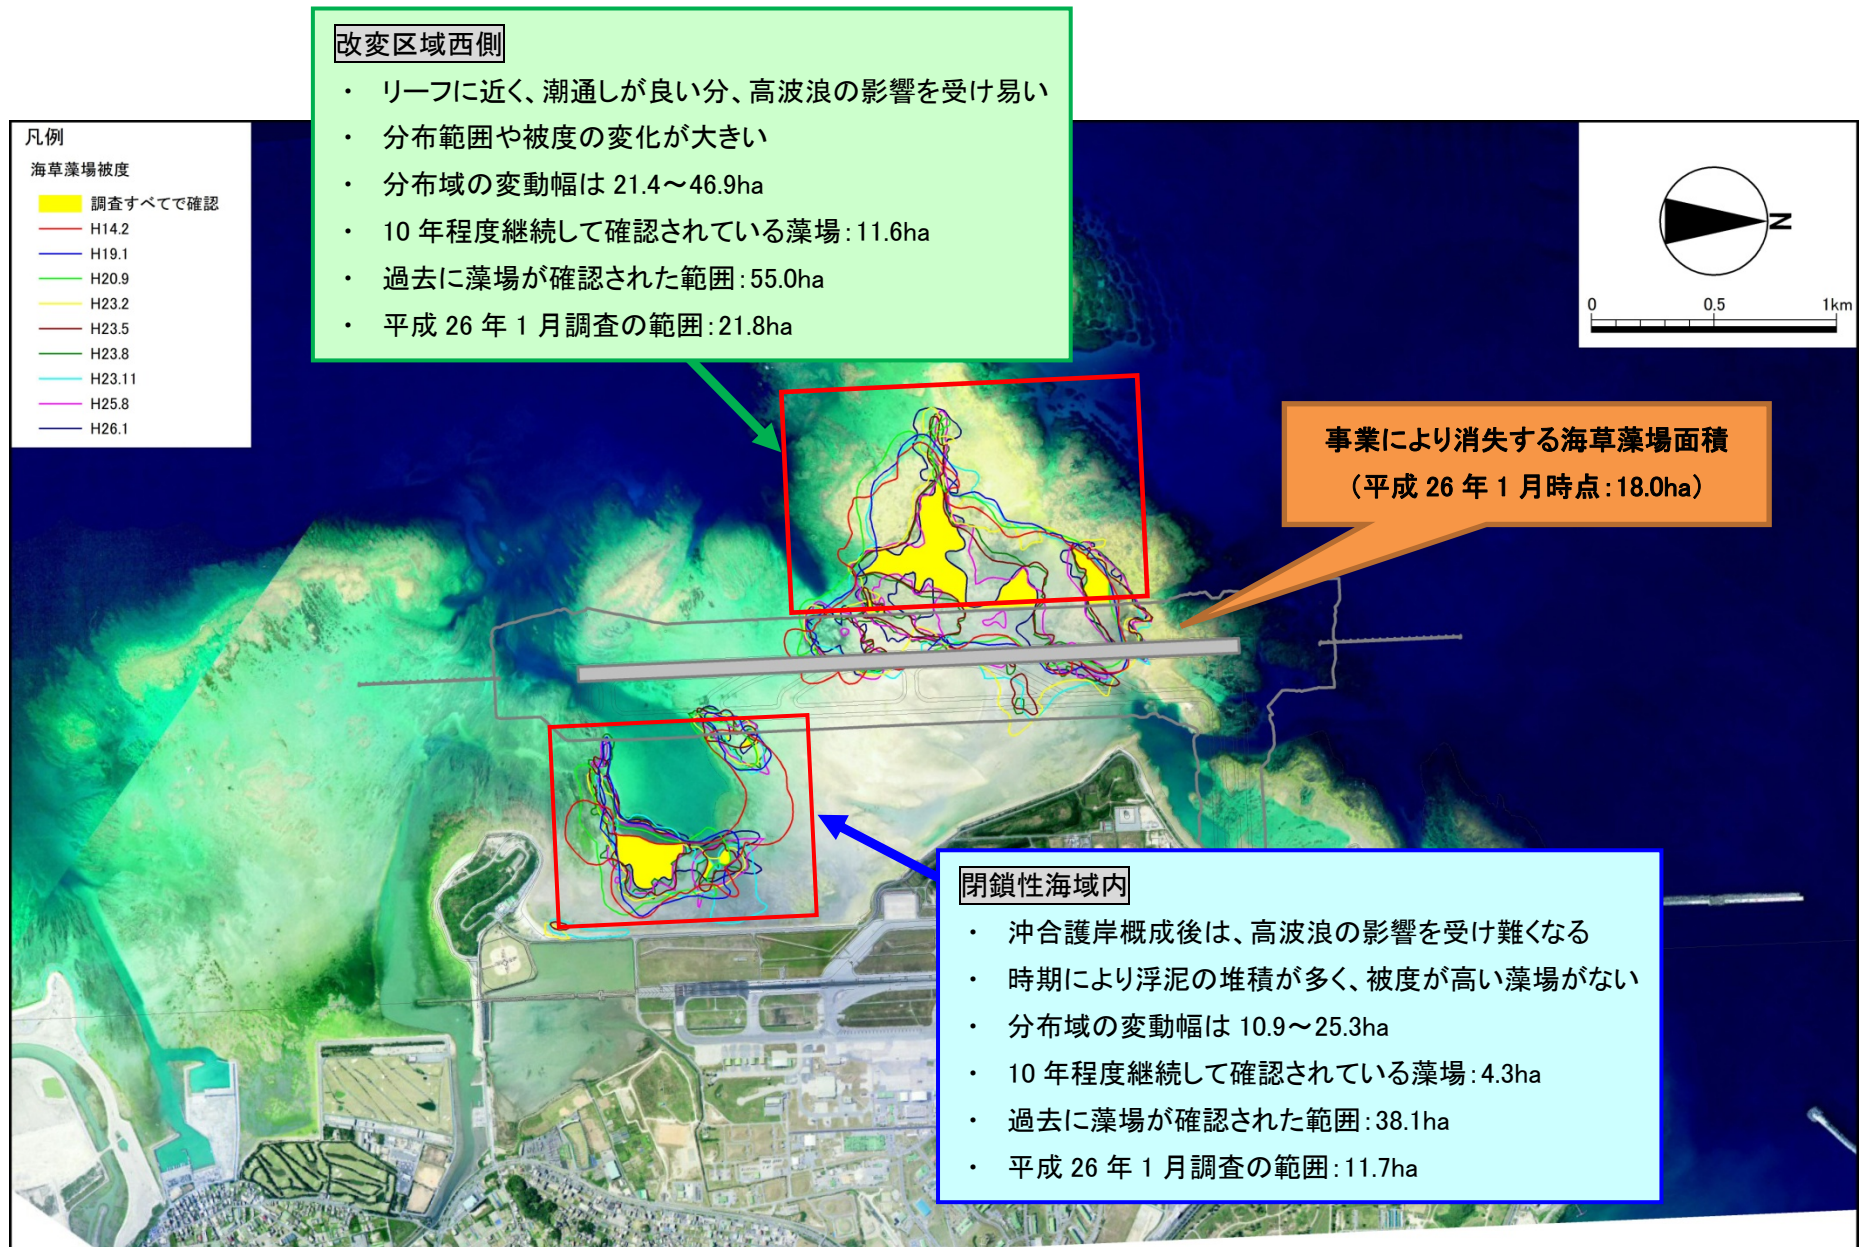 改変区域西側
・ リーフに近く、潮通しが良い分、高波浪の影響を受け易い
・ 分布範囲や被度の変化が大きい
・ 分布域の変動幅は 21.4～46.9ha
・ 10 年程度継続して確認されている藻場：11.6ha
・ 過去に藻場が確認された範囲：55.0ha
・ 平成 26 年 1 月調査の範囲：21.8ha
凡例
海草藻場被度
調査すべてで確認
H14.2
H19.1
H20.9
H23.2
H23.5
H23.8
H23.11
H25.8
H26.1
N
0 0.5 1km
事業により消失する海草藻場面積
（平成 26 年 1 月時点：18.0ha）
閉鎖性海域内
・ 沖合護岸概成後は、高波浪の影響を受け難くなる
・ 時期により浮泥の堆積が多く、被度が高い藻場がない
・ 分布域の変動幅は 10.9～25.3ha
・ 10 年程度継続して確認されている藻場：4.3ha
・ 過去に藻場が確認された範囲：38.1ha
・ 平成 26 年 1 月調査の範囲：11.7ha